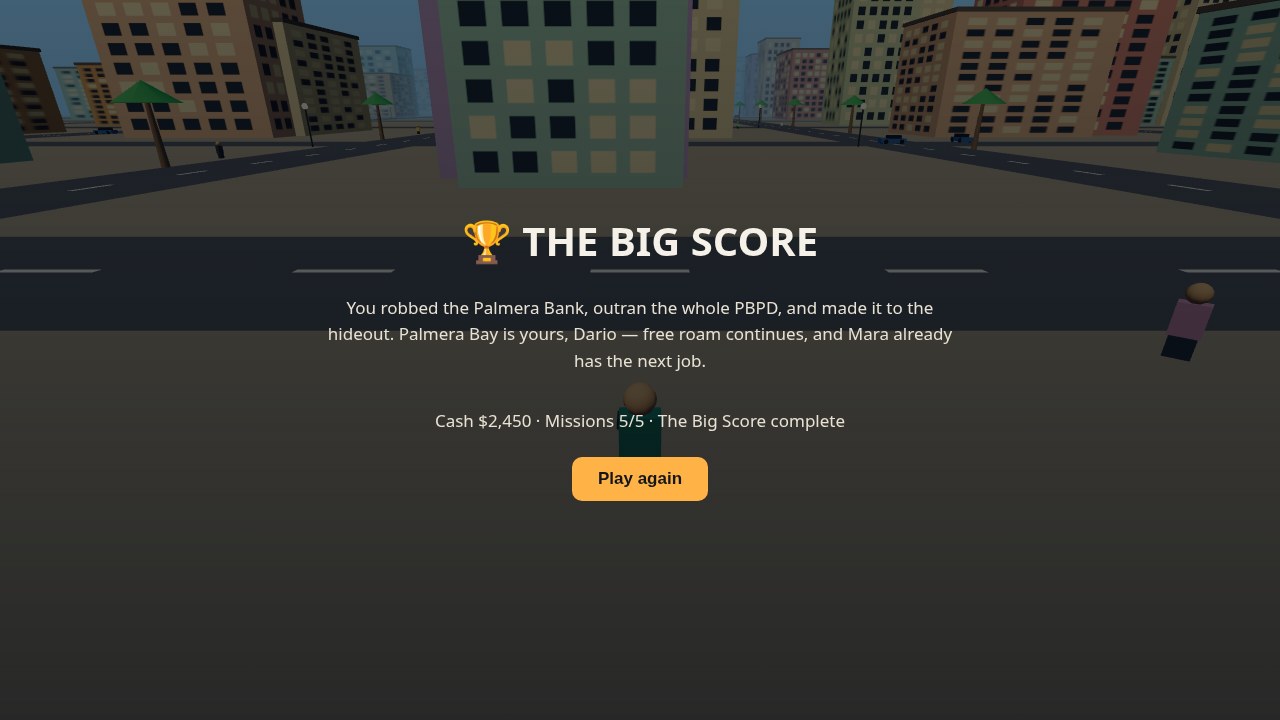 🏆 THE BIG SCORE
You robbed the Palmera Bank, outran the whole PBPD, and made it to the
hideout. Palmera Bay is yours, Dario — free roam continues, and Mara already
has the next job.
Cash $2,450 · Missions 5/5 · The Big Score complete
Play again